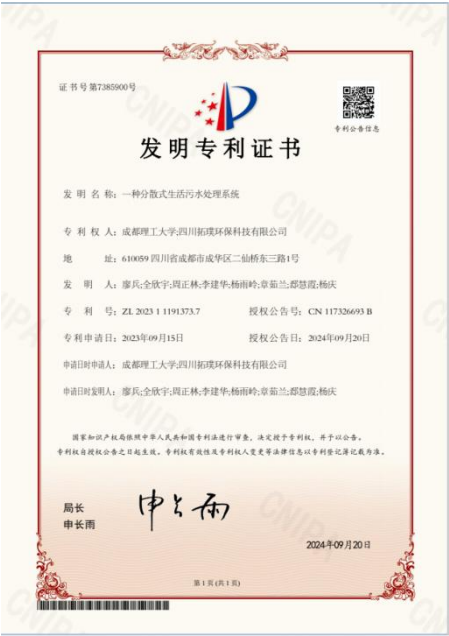 证书号第7385900号
专利公告信息
发明专利证书
发 明 名 称：一种分散式生活污水处理系统
专 利 权 人：成都理工大学;四川拓璞环保科技有限公司
地 址：610059 四川省成都市成华区二仙桥东三路1号
发 明 人：廖兵;全欣宇;周正林;李建华;杨雨岭;章茹兰;郄慧霞;杨庆
专 利 号：ZL 2023 1 1191373.7 授权公告号：CN 117326693 B
专利申请日：2023年09月15日 授权公告日：2024年09月20日
申请日时申请人：成都理工大学;四川拓璞环保科技有限公司
申请日时发明人：廖兵;全欣宇;周正林;李建华;杨雨岭;章茹兰;郄慧霞;杨庆
国家知识产权局依照中华人民共和国专利法进行审查，决定授予专利权，并予以公告。
专利权自授权公告之日起生效。专利权有效性及专利权人变更等法律信息以专利登记簿记载为准。
局长
申长雨
申长雨
2024年09月20日
第1页(共1页)
CNIPA